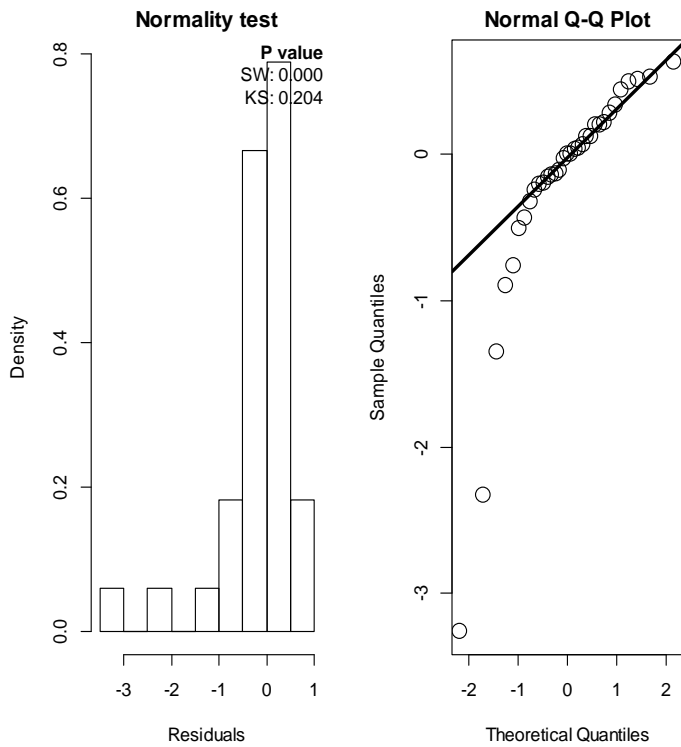 Normality test
P value
SW: 0.000
KS: 0.204
Density
0.0
0.2
0.4
0.6
0.8
-3
-2
-1
0
1
Residuals
Normal Q-Q Plot
Sample Quantiles
-3
-2
-1
0
-2
-1
0
1
2
Theoretical Quantiles